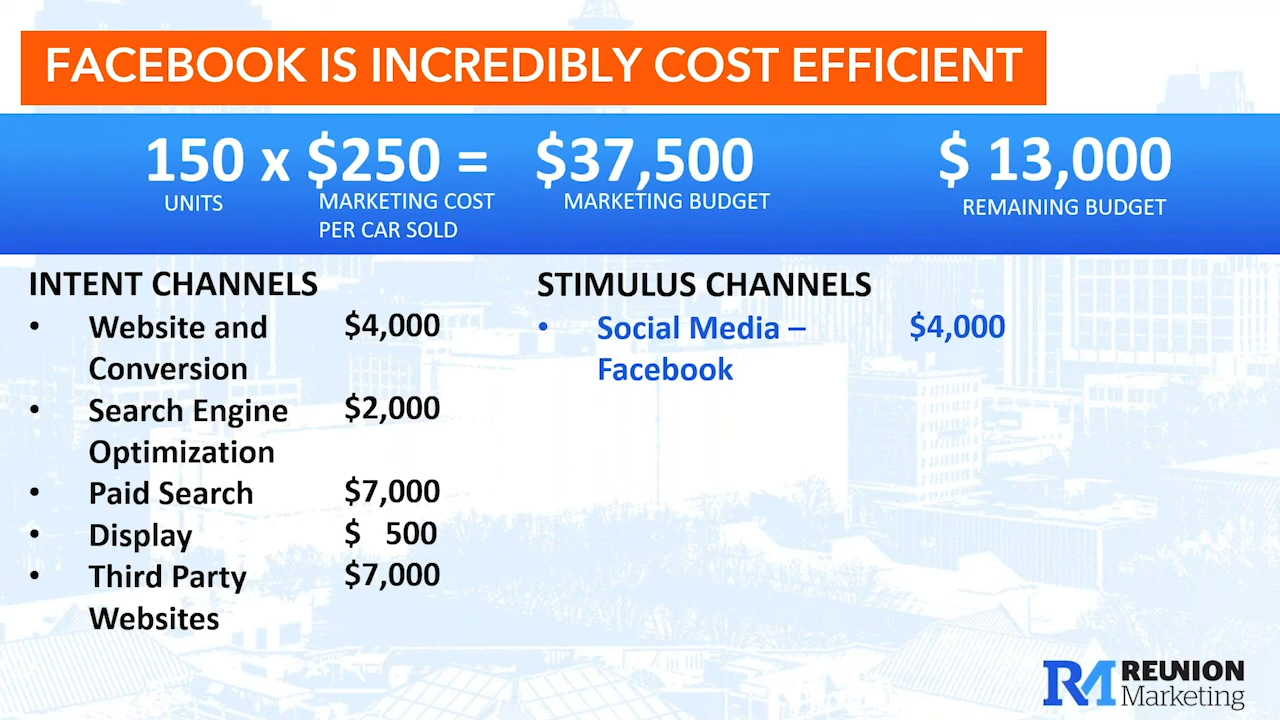 FACEBOOK IS INCREDIBLY COST EFFICIENT
150 x $250 = $37,500 $ 13,000
UNITS MARKETING COST MARKETING BUDGET REMAINING BUDGET
PER CAR SOLD
INTENT CHANNELS
• Website and $4,000
Conversion
• Search Engine $2,000
Optimization
• Paid Search $7,000
• Display $ 500
• Third Party $7,000
Websites
STIMULUS CHANNELS
• Social Media – $4,000
Facebook
RM REUNION
Marketing